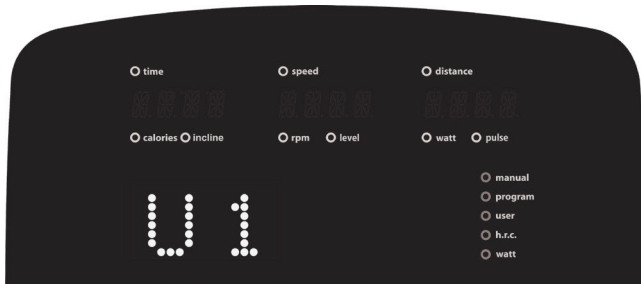 time speed distance
calories incline rpm level watt pulse
manual
program
user
h.r.c.
watt
U1